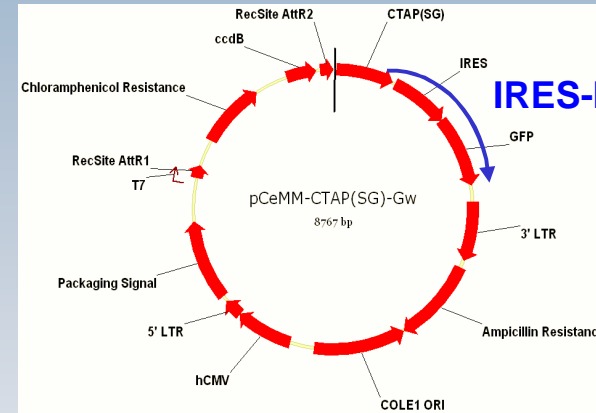 RecSite AttR2
CTAP(SG)
ccdB
IRES
Chloramphenicol Resistance
IRES-
GFP
RecSite AttR1
T7
pCeMM-CTAP(SG)-Gw
8767 bp
3' LTR
Packaging Signal
5' LTR
Ampicillin Resistance
hCMV
COLE1 ORI